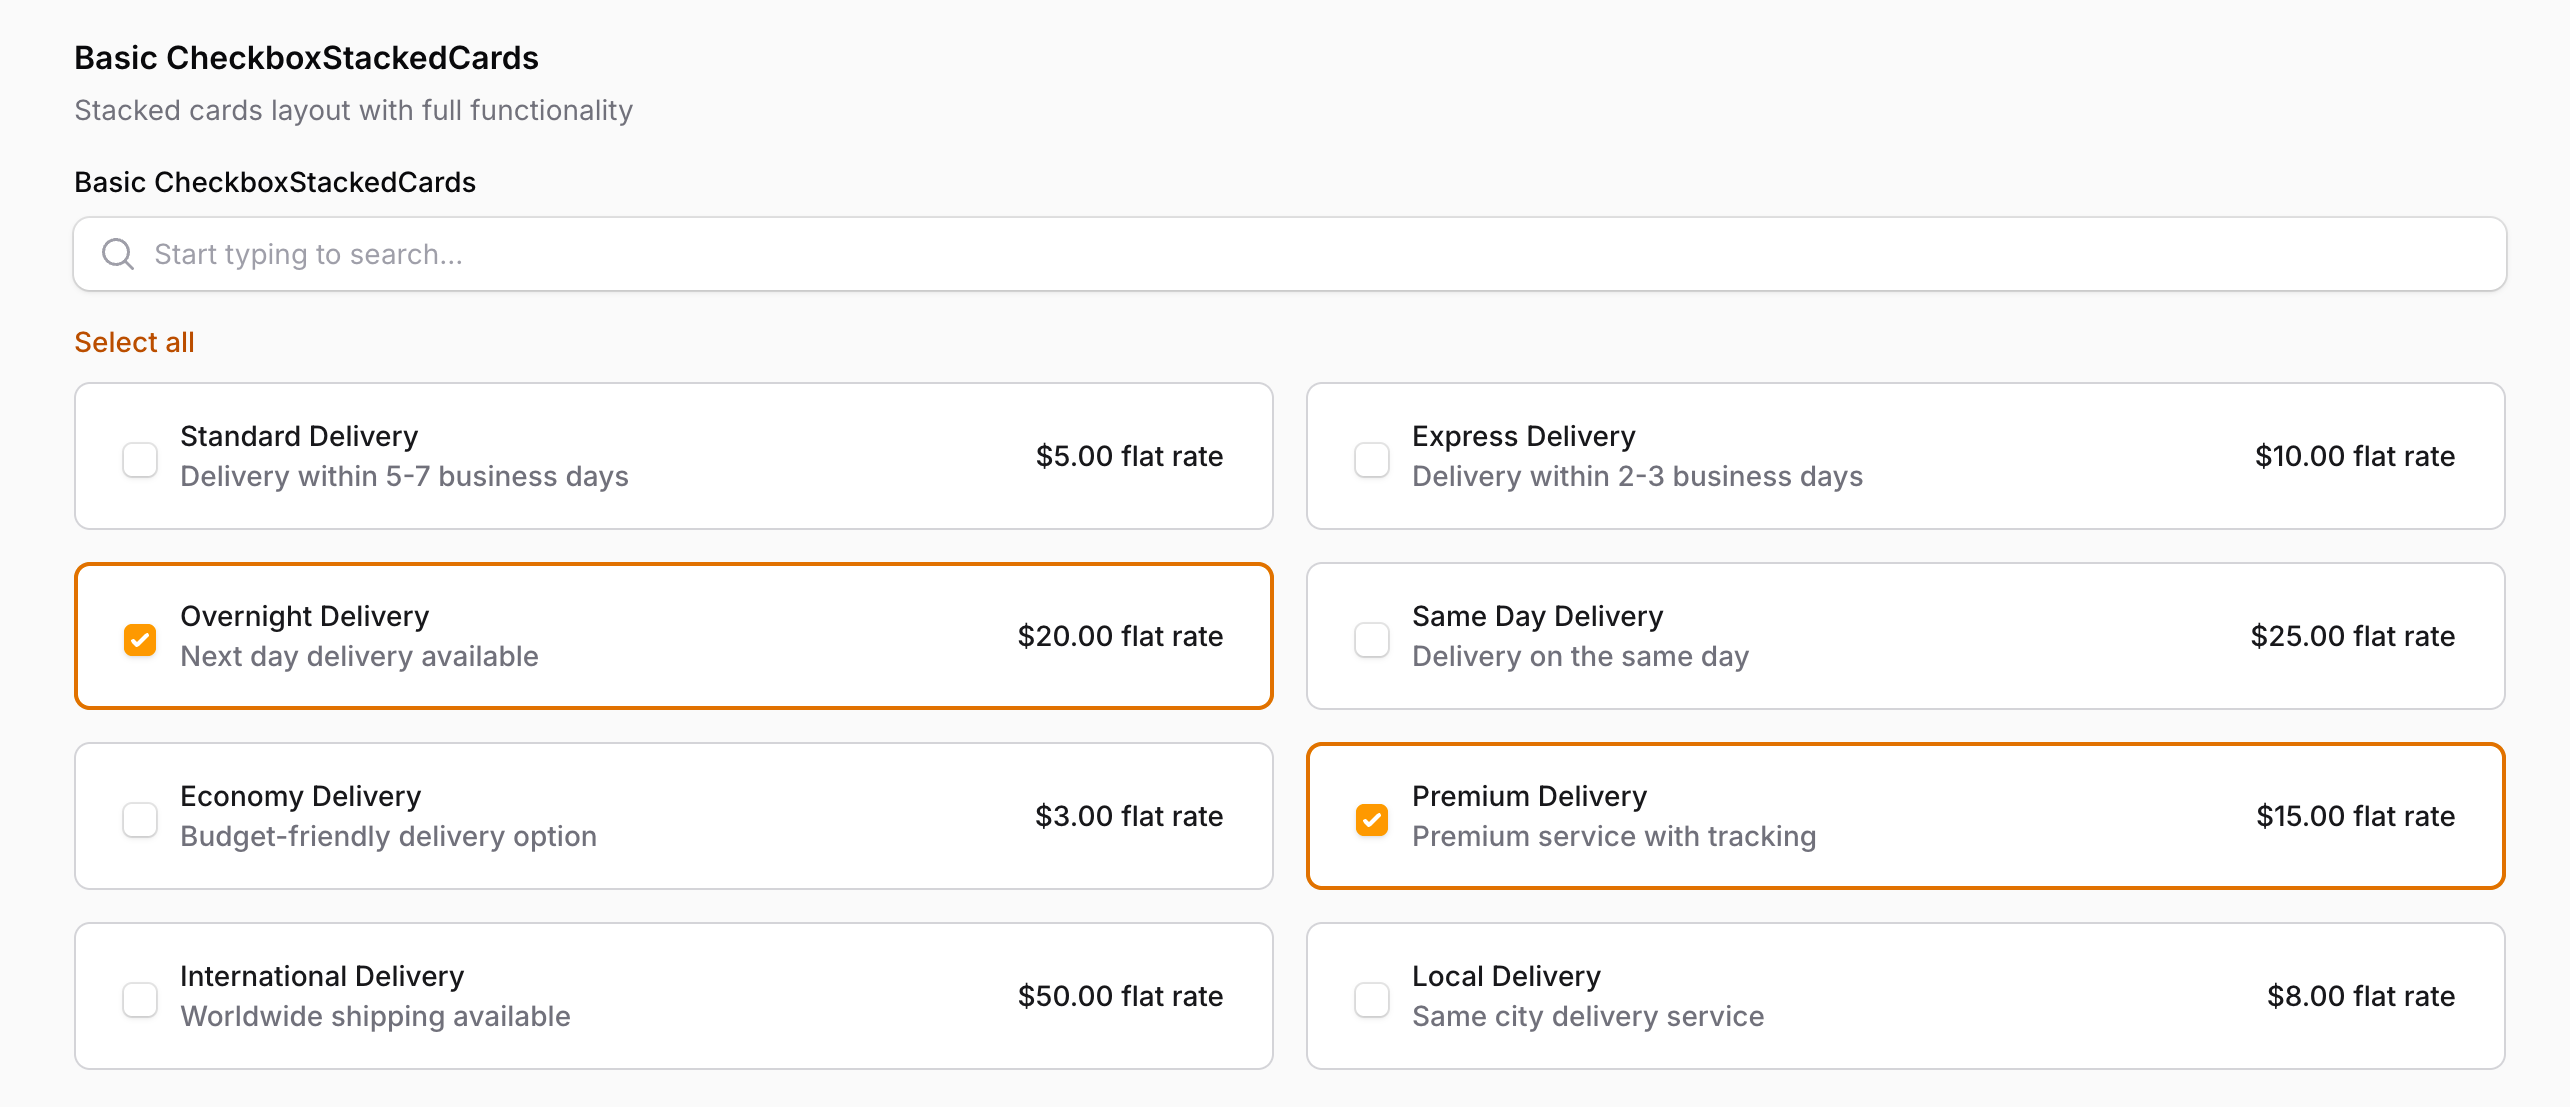 Basic CheckboxStackedCards
Stacked cards layout with full functionality
Basic CheckboxStackedCards
Start typing to search...
Select all
Standard Delivery
Delivery within 5-7 business days
$5.00 flat rate
Express Delivery
Delivery within 2-3 business days
$10.00 flat rate
Overnight Delivery
Next day delivery available
$20.00 flat rate
Same Day Delivery
Delivery on the same day
$25.00 flat rate
Economy Delivery
Budget-friendly delivery option
$3.00 flat rate
Premium Delivery
Premium service with tracking
$15.00 flat rate
International Delivery
Worldwide shipping available
$50.00 flat rate
Local Delivery
Same city delivery service
$8.00 flat rate